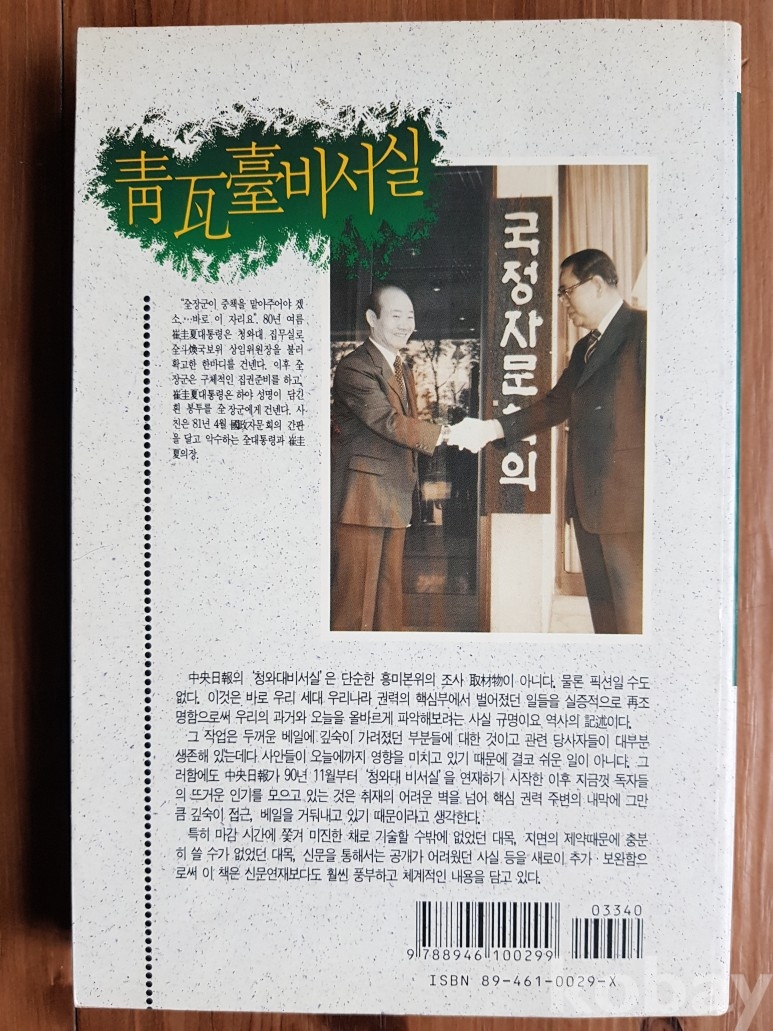 靑瓦臺비서실
국정자문회의
"全장군이 중책을 맡아주어야 겠
소…바로 이 자리요". 80년 여름
崔圭夏대통령은 청와대 집무실로
全斗煥국보위 상임위원장을 불러
확고한 한마디를 건넨다. 이후 全
장군은 구체적인 집권준비를 하고,
崔圭夏대통령은 하야 성명이 담긴
흰 봉투를 全장군에게 건넨다. 사
진은 81년 4월 國政자문회의 간판
을 달고 악수하는 全대통령과 崔圭
夏의장.
中央日報의 '청와대비서실'은 단순한 흥미본위의 조사 取材物이 아니다. 물론 픽션일 수도
없다. 이것은 바로 우리 세대 우리나라 권력의 핵심부에서 벌어졌던 일들을 실증적으로 再조
명함으로써 우리의 과거와 오늘을 올바르게 파악해보려는 사실 규명이요 역사의 記述이다.
그 작업은 두꺼운 베일에 깊숙이 가려졌던 부분들에 대한 것이고 관련 당사자들이 대부분
생존해 있는데다 사안들이 오늘에까지 영향을 미치고 있기 때문에 결코 쉬운 일이 아니다. 그
러함에도 中央日報가 90년 11월부터 '청와대 비서실'을 연재하기 시작한 이후 지금껏 독자들
의 뜨거운 인기를 모으고 있는 것은 취재의 어려운 벽을 넘어 핵심 권력 주변의 내막에 그만
큼 깊숙이 접근, 베일을 거둬내고 있기 때문이라고 생각한다.
특히 마감 시간에 쫓겨 미진한 채로 기술할 수밖에 없었던 대목, 지면의 제약때문에 충분
히 쓸 수가 없었던 대목, 신문을 통해서는 공개가 어려웠던 사실 등을 새로이 추가·보완함으
로써 이 책은 신문연재보다도 훨씬 풍부하고 체계적인 내용을 담고 있다.
03340
9 788946 100299
ISBN 89-461-0029-X
kobay